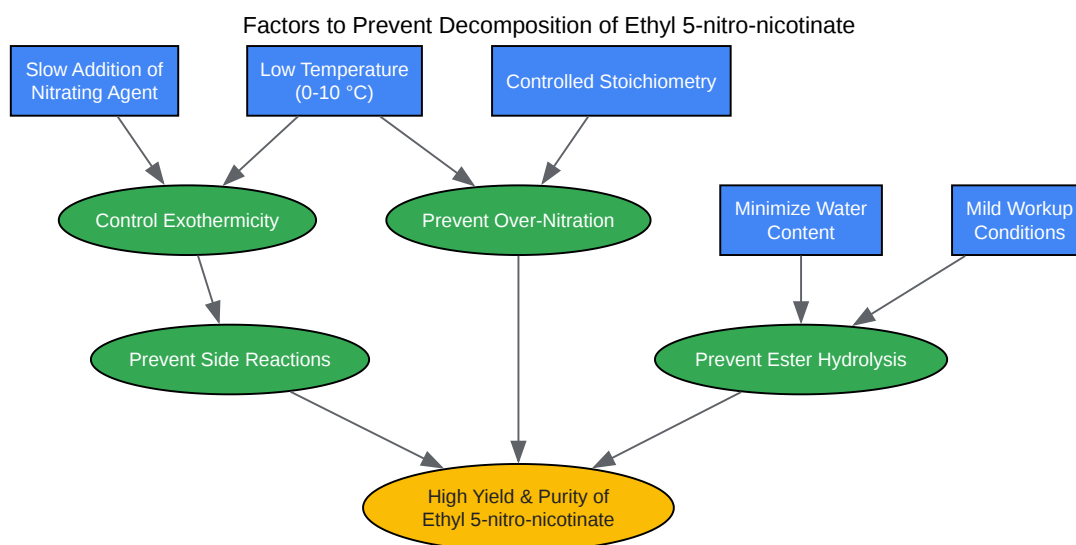 Factors to Prevent Decomposition of Ethyl 5-nitro-nicotinate
Slow Addition of
Nitrating Agent
Low Temperature
(0-10 °C)
Controlled Stoichiometry
Control Exothermicity
Prevent Over-Nitration
Minimize Water
Content
Mild Workup
Conditions
Prevent Side Reactions
Prevent Ester Hydrolysis
High Yield & Purity of
Ethyl 5-nitro-nicotinate